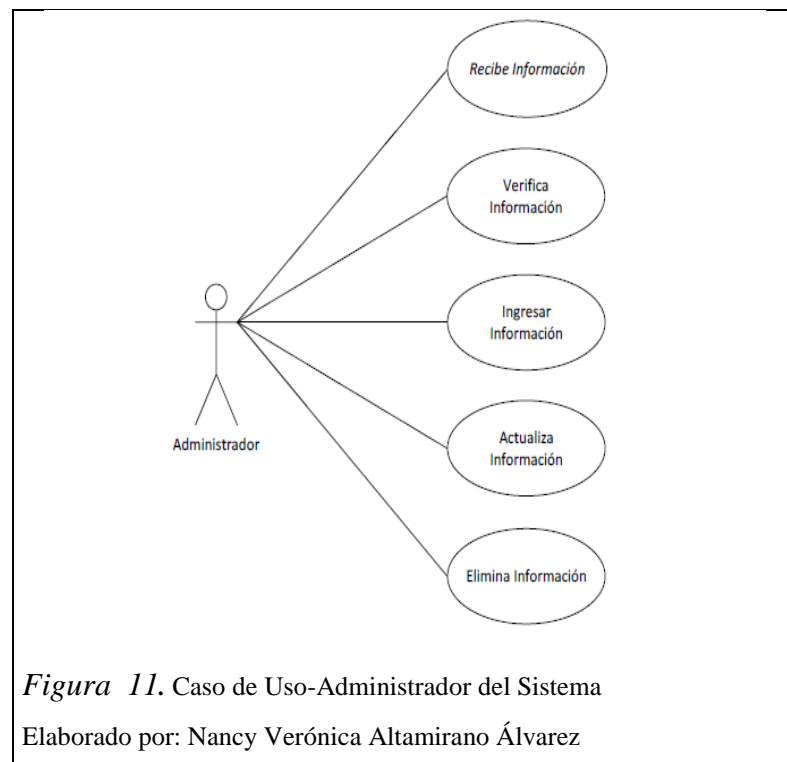 Recibe Información
Verifica
Información
Ingresar
Información
Actualiza
Información
Administrador
Elimina Información
Figura 11. Caso de Uso-Administrador del Sistema
Elaborado por: Nancy Verónica Altamirano Álvarez